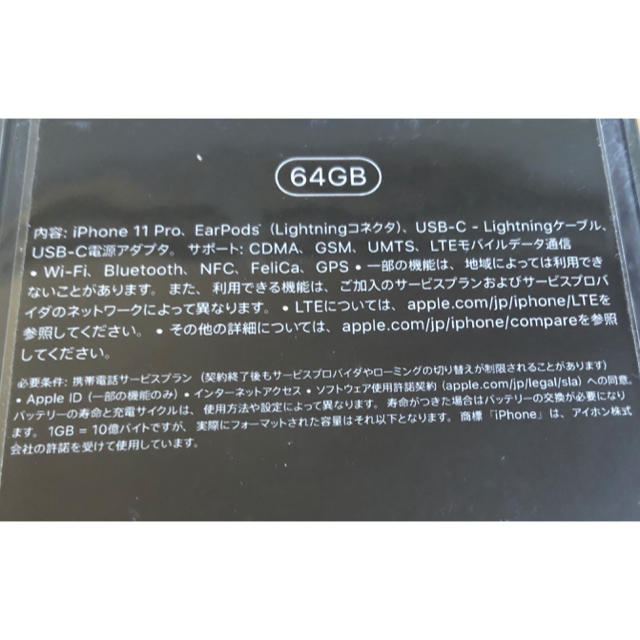 64GB
内容: iPhone 11 Pro、EarPods（Lightningコネクタ）、USB-C - Lightningケーブル、
USB-C電源アダプタ。 サポート: CDMA、GSM、UMTS、LTEモバイルデータ通信
• Wi-Fi、Bluetooth、NFC、FeliCa、GPS • 一部の機能は、地域によっては利用でき
ないことがあります。また、利用できる機能は、ご加入のサービスプランおよびサービスプロバ
イダのネットワークによって異なります。 • LTEについては、apple.com/jp/iphone/LTEを
参照してください。 • その他の詳細については、apple.com/jp/iphone/compareを参照
してください。
必要条件: 携帯電話サービスプラン（契約終了後もサービスプロバイダやローミングの切り替えが制限されることがあります）
• Apple ID（一部の機能のみ）• インターネットアクセス • ソフトウェア使用許諾契約（apple.com/jp/legal/sla）への同意。
バッテリーの寿命と充電サイクルは、使用方法や設定によって異なります。寿命がつきた場合はバッテリーの交換が必要になり
ます。 1GB = 10億バイトですが、実際にフォーマットされた容量はそれ以下となります。商標「iPhone」は、アイホン株式
会社の許諾を受けて使用しています。